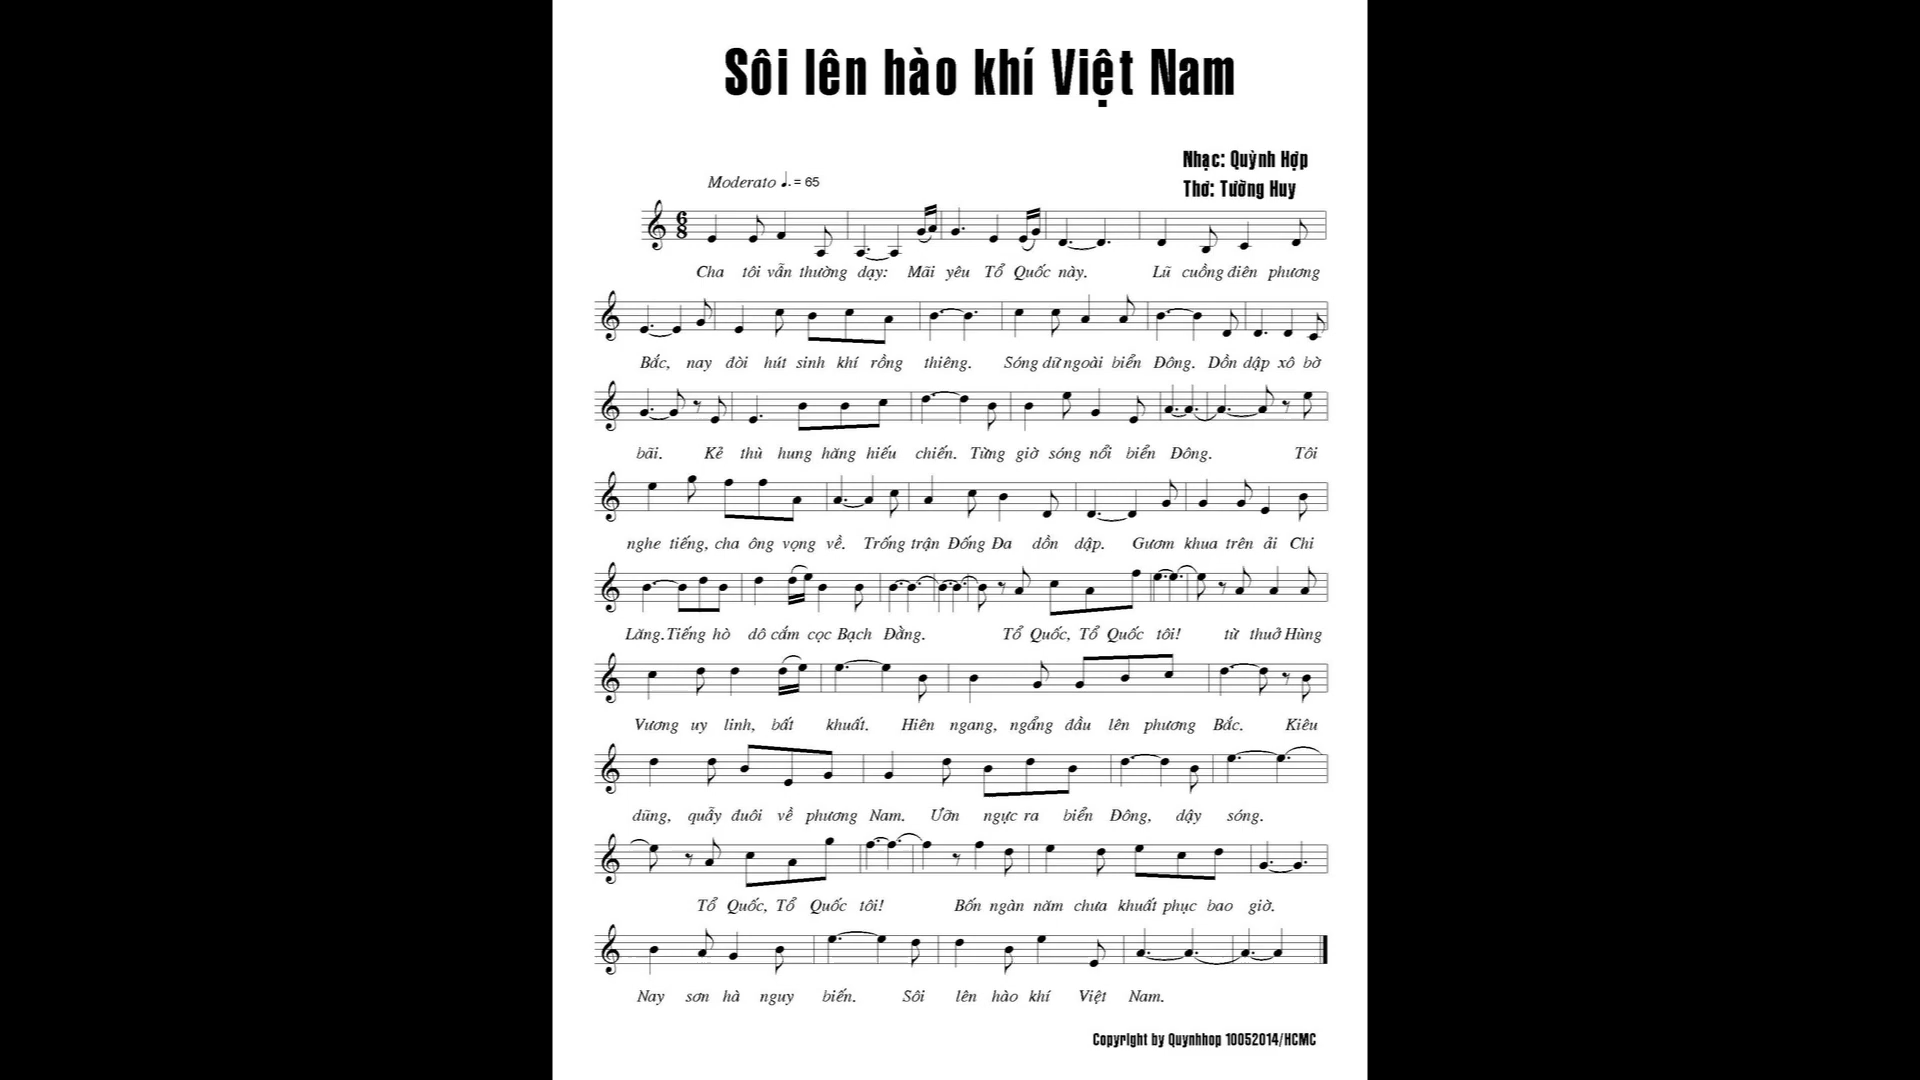 Sôi lên hào khí Việt Nam
Nhạc: Quỳnh Hợp
Thơ: Tường Huy
Moderato ♩. = 65
6
8
Cha tôi vẫn thường dạy: Mãi yêu Tổ Quốc này. Lũ cuồng điên phương
Bắc, nay đòi hút sinh khí rồng thiêng. Sóng dữ ngoài biển Đông. Dồn dập xô bờ
bãi. Kẻ thù hung hăng hiếu chiến. Từng giờ sóng nổi biển Đông. Tôi
nghe tiếng, cha ông vọng về. Trống trận Đống Đa dồn dập. Gươm khua trên ải Chi
Lăng. Tiếng hò dô cắm cọc Bạch Đằng. Tổ Quốc, Tổ Quốc tôi! từ thuở Hùng
Vương uy linh, bất khuất. Hiên ngang, ngẩng đầu lên phương Bắc. Kiêu
dũng, quẫy đuôi về phương Nam. Ưỡn ngực ra biển Đông, dậy sóng.
Tổ Quốc, Tổ Quốc tôi! Bốn ngàn năm chưa khuất phục bao giờ.
Nay sơn hà nguy biến. Sôi lên hào khí Việt Nam.
Copyright by Quynhhop 10052014/HCMC